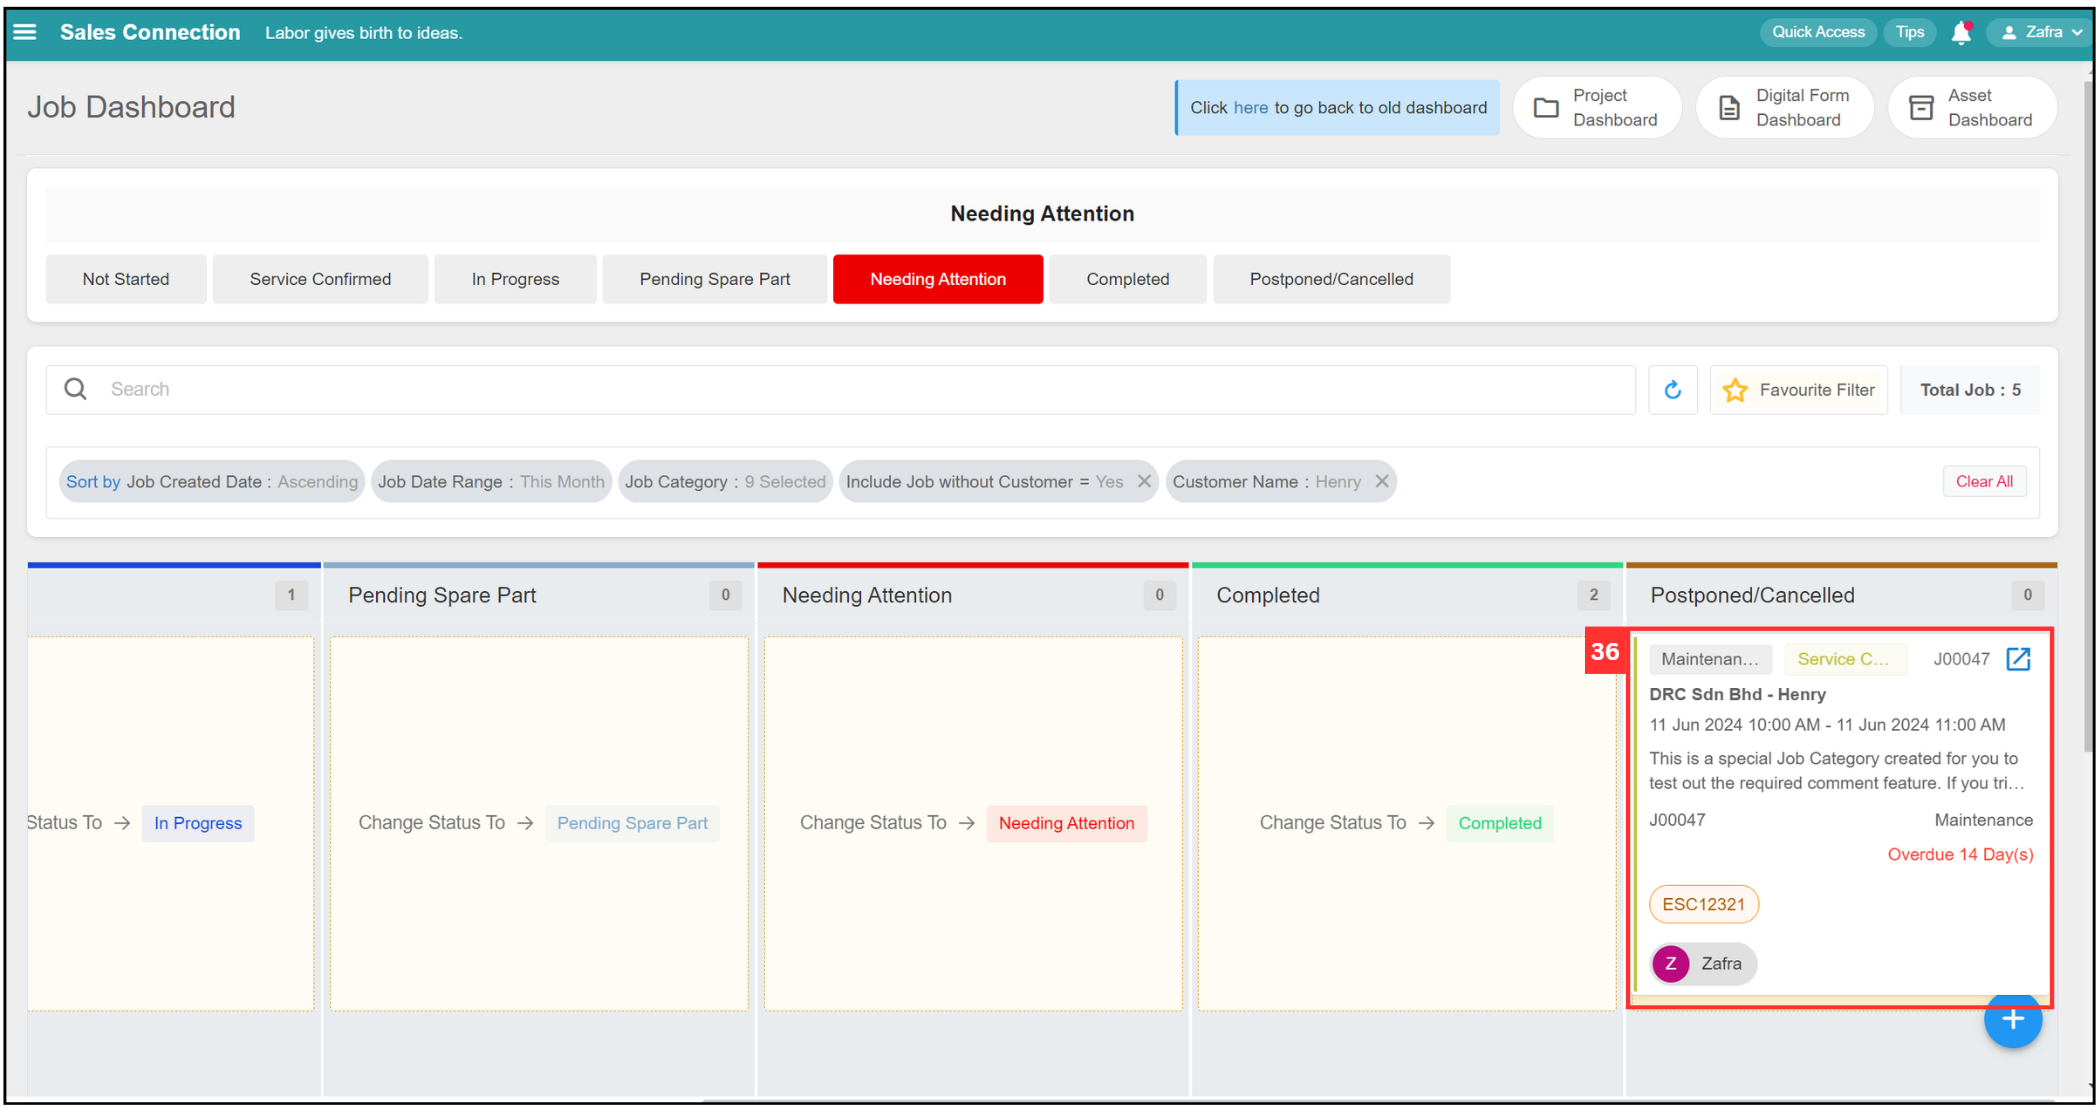 Sales Connection Labor gives birth to ideas. Quick Access Tips Zafra
Job Dashboard
Click here to go back to old dashboard
Project
Dashboard
Digital Form
Dashboard
Asset
Dashboard
Needing Attention
Not Started Service Confirmed In Progress Pending Spare Part Needing Attention Completed Postponed/Cancelled
Search Favourite Filter Total Job : 5
Sort by Job Created Date : Ascending Job Date Range : This Month Job Category : 9 Selected Include Job without Customer = Yes Customer Name : Henry Clear All
1 Pending Spare Part 0 Needing Attention 0 Completed 2 Postponed/Cancelled 0
Status To → In Progress
Change Status To → Pending Spare Part
Change Status To → Needing Attention
Change Status To → Completed
36
Maintenan... Service C... J00047
DRC Sdn Bhd - Henry
11 Jun 2024 10:00 AM - 11 Jun 2024 11:00 AM
This is a special Job Category created for you to
test out the required comment feature. If you tri...
J00047 Maintenance
Overdue 14 Day(s)
ESC12321
Z Zafra
+